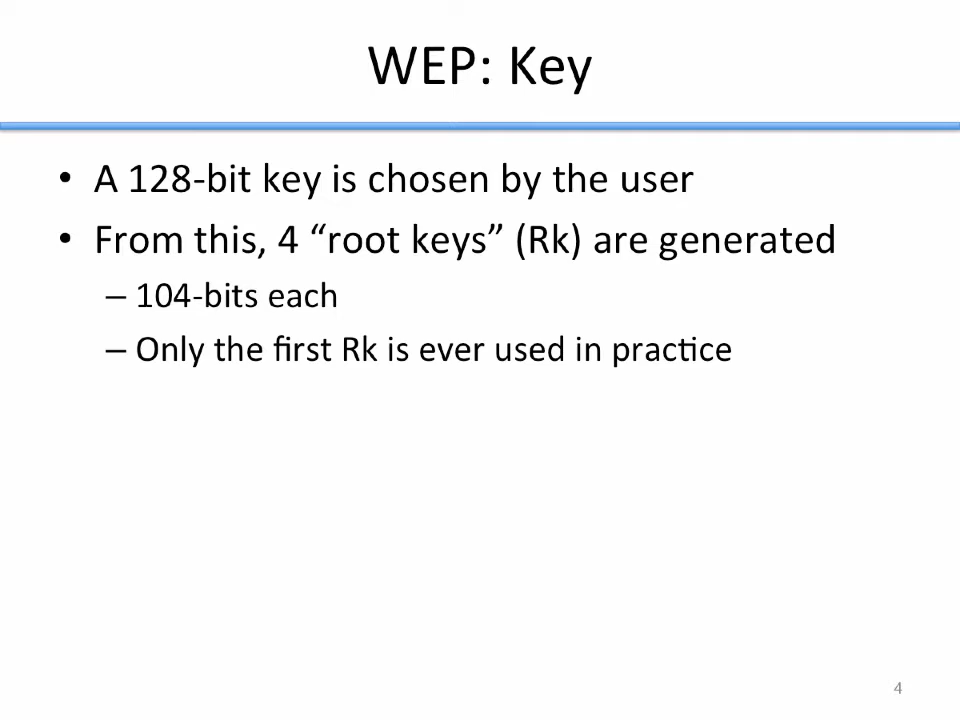 WEP: Key
• A 128-bit key is chosen by the user
• From this, 4 “root keys” (Rk) are generated
– 104-bits each
– Only the first Rk is ever used in practice
4